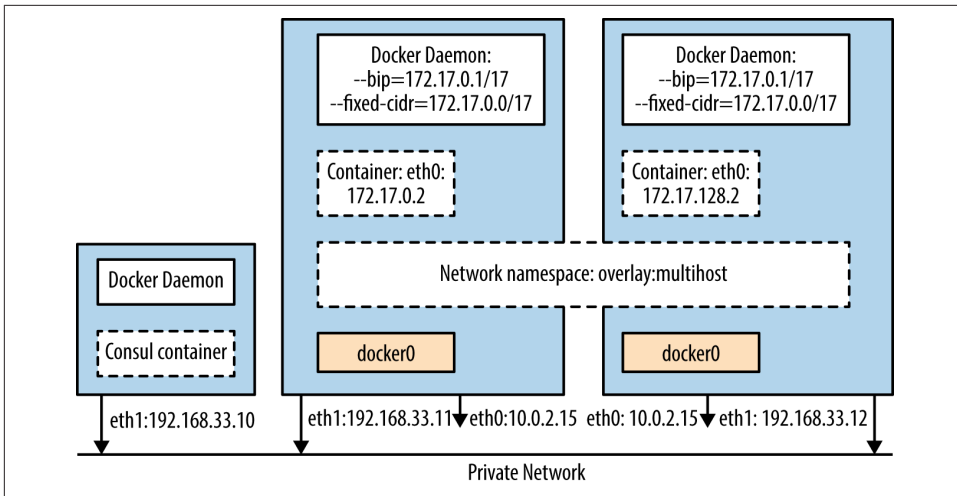 Docker Daemon:
--bip=172.17.0.1/17
--fixed-cidr=172.17.0.0/17
Docker Daemon:
--bip=172.17.0.1/17
--fixed-cidr=172.17.0.0/17
Container: eth0:
172.17.0.2
Container: eth0:
172.17.128.2
Network namespace: overlay:multihost
Docker Daemon
Consul container
docker0
docker0
eth1:192.168.33.10
eth1:192.168.33.11
eth0:10.0.2.15
eth0: 10.0.2.15
eth1: 192.168.33.12
Private Network